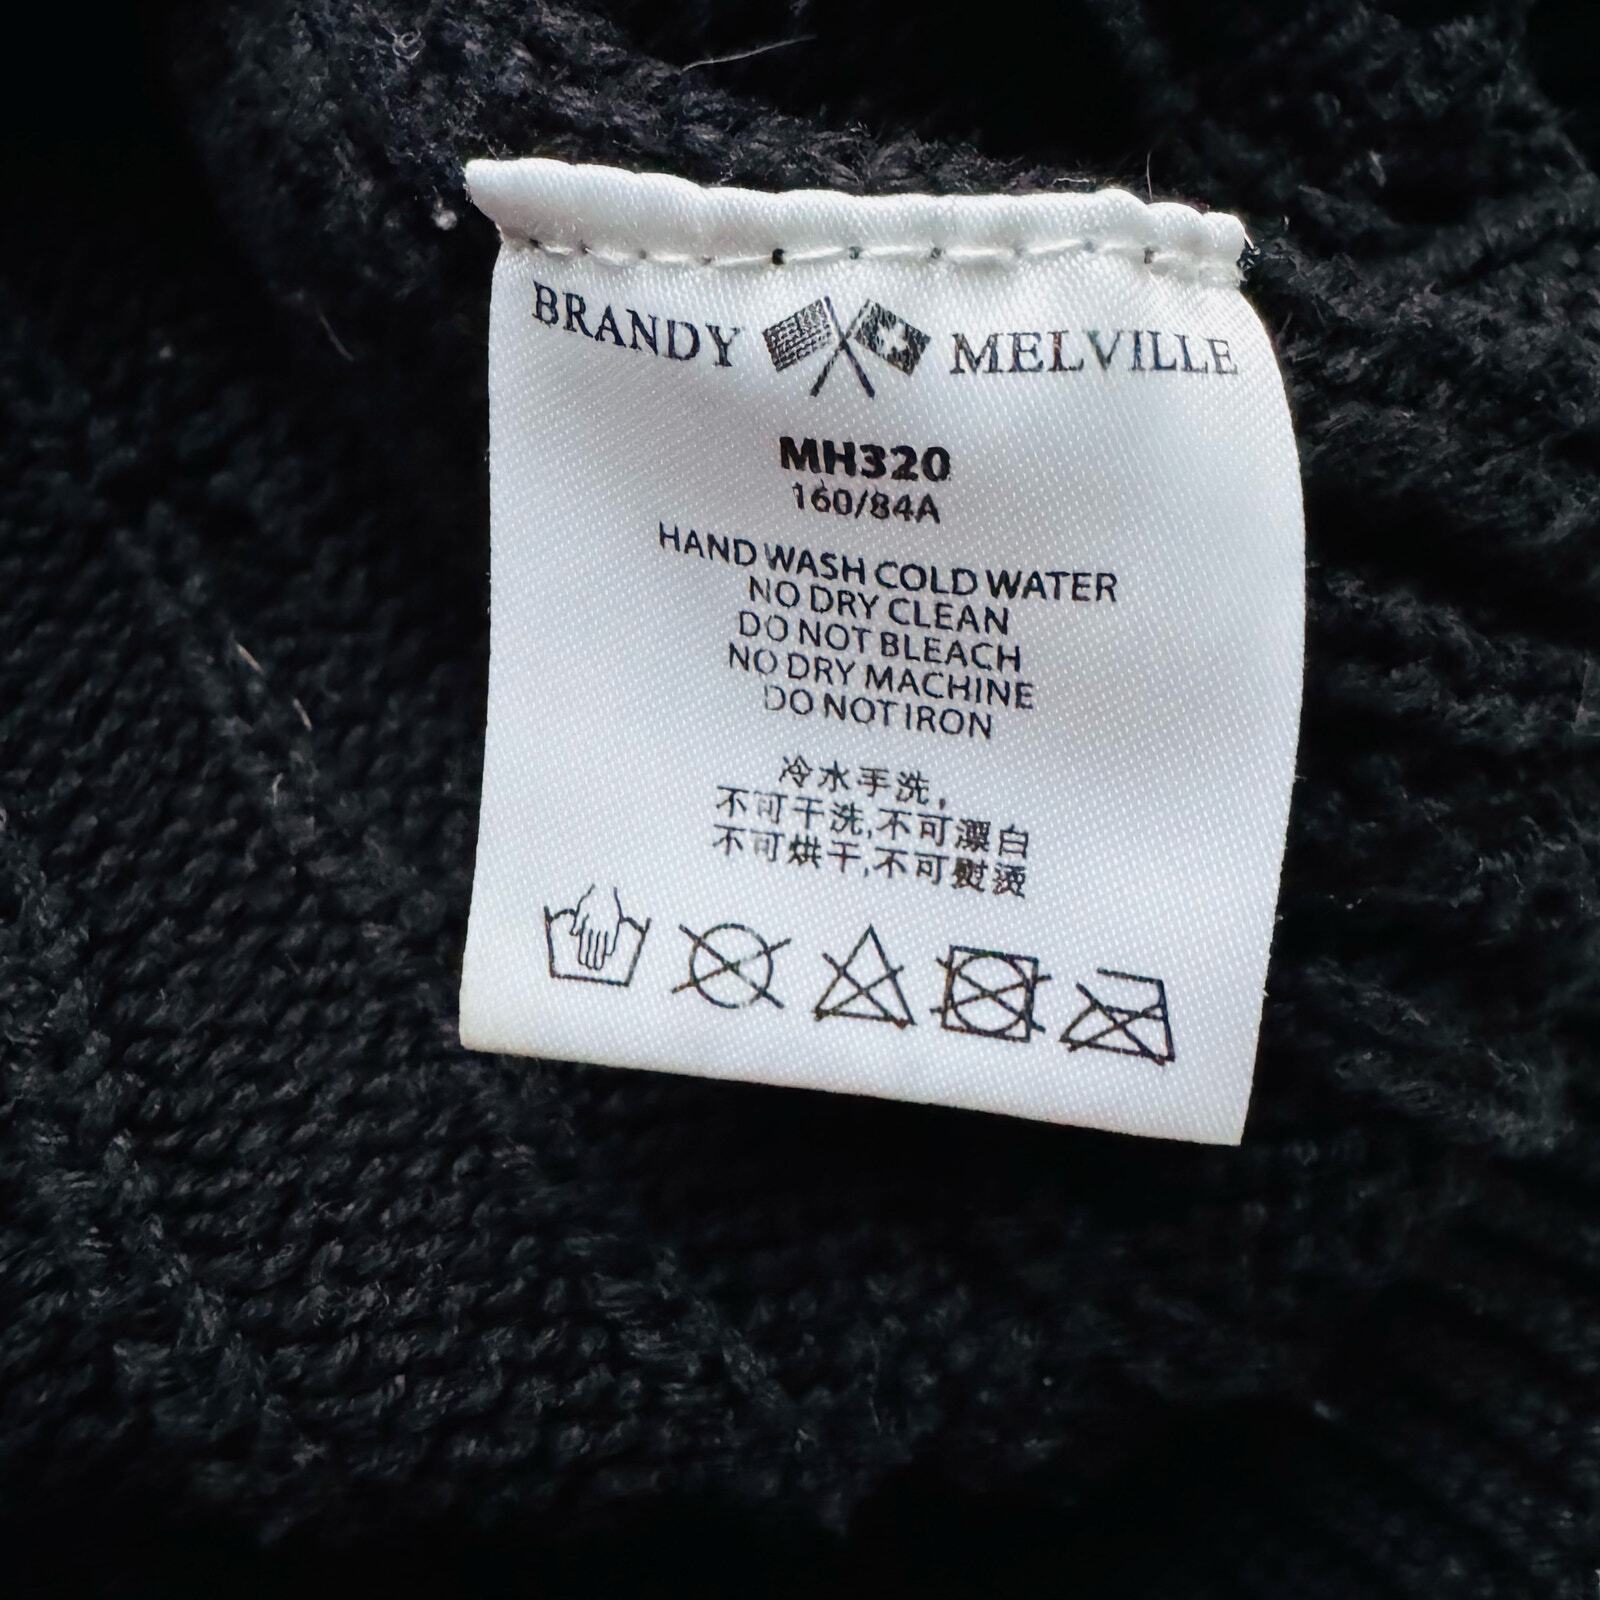 BRANDY MELVILLE
MH320
160/84A
HAND WASH COLD WATER
NO DRY CLEAN
DO NOT BLEACH
NO DRY MACHINE
DO NOT IRON
冷水手洗,
不可干洗,不可漂白
不可烘干,不可熨烫